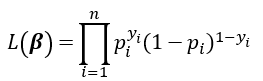 L(𝜷) = ∏_{i=1}^{n} p_i^{y_i}(1 − p_i)^{1−y_i}